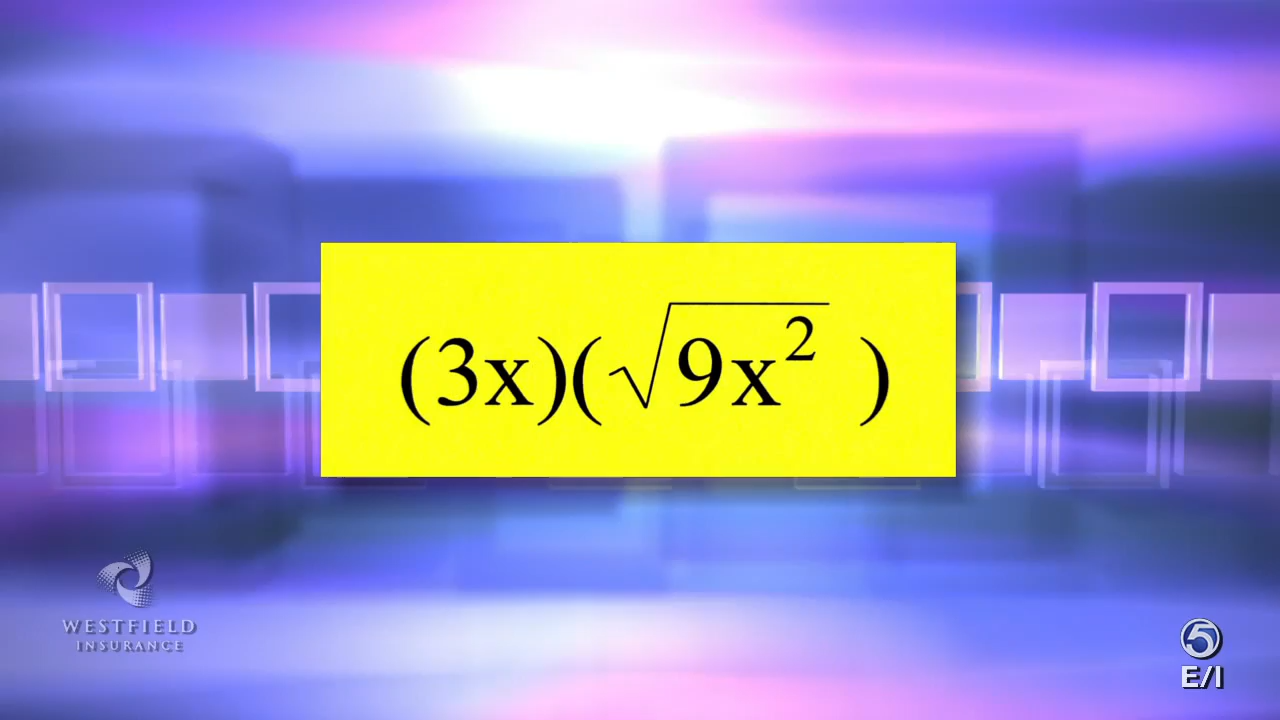 (3x)(√9x²)
WESTFIELD
INSURANCE
5
E/I